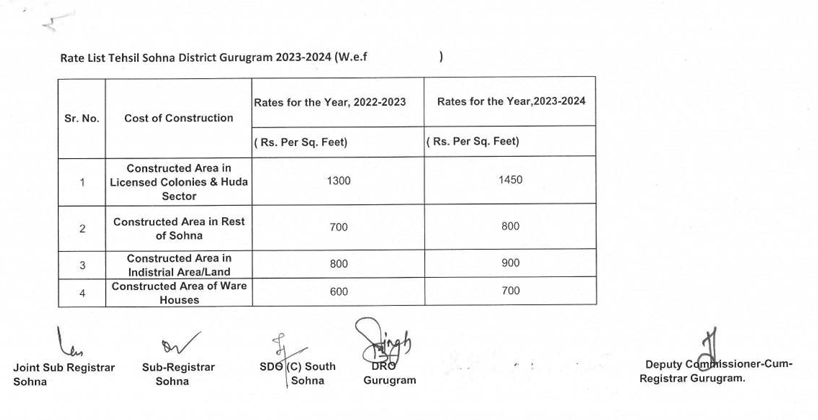 Rate List Tehsil Sohna District Gurugram 2023-2024 (W.e.f )
Sr. No. Cost of Construction Rates for the Year, 2022-2023 Rates for the Year,2023-2024
( Rs. Per Sq. Feet) ( Rs. Per Sq. Feet)
1 Constructed Area in Licensed Colonies & Huda Sector 1300 1450
2 Constructed Area in Rest of Sohna 700 800
3 Constructed Area in Indistrial Area/Land 800 900
4 Constructed Area of Ware Houses 600 700
Singh
Joint Sub Registrar Sohna
Sub-Registrar Sohna
SDO (C) South Sohna
DRO Gurugram
Deputy Commissioner-Cum-
Registrar Gurugram.